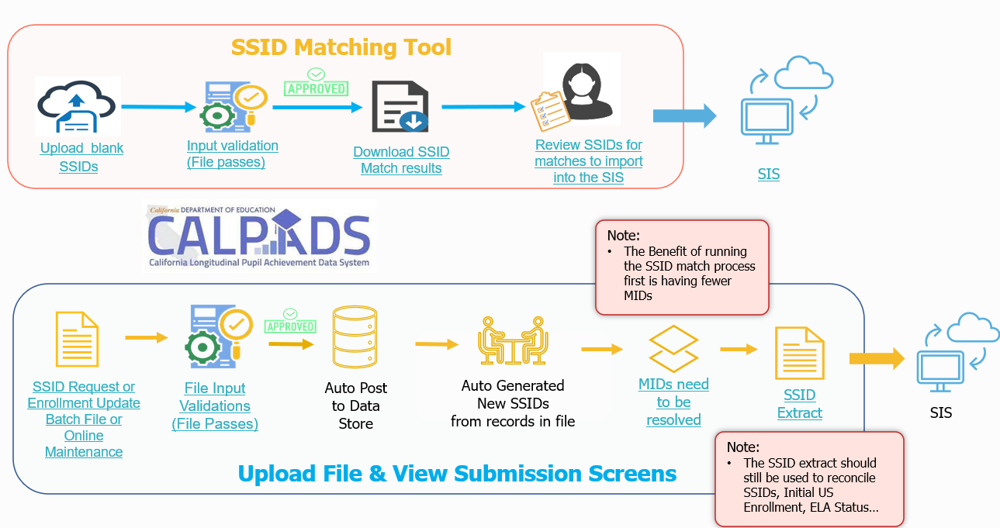 SSID Matching Tool
APPROVED
Upload blank
SSIDs
Input validation
(File passes)
Download SSID
Match results
Review SSIDs for
matches to import
into the SIS
SIS
California DEPARTMENT OF EDUCATION
CALPADS
California Longitudinal Pupil Achievement Data System
Note:
• The Benefit of running
the SSID match process
first is having fewer
MIDs
APPROVED
SSID Request or
Enrollment Update
Batch File or
Online
Maintenance
File Input
Validations
(File Passes)
Auto Post
to Data
Store
Auto Generated
New SSIDs
from records in file
MIDs need
to be
resolved
SSID
Extract
SIS
Upload File & View Submission Screens
Note:
• The SSID extract should
still be used to reconcile
SSIDs, Initial US
Enrollment, ELA Status…